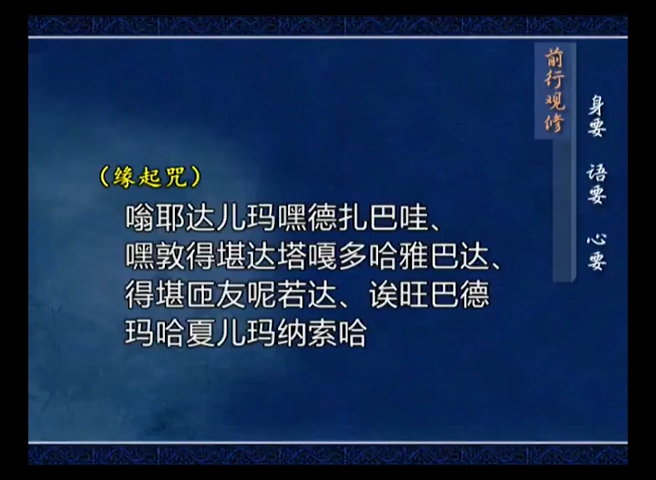 前行观修
身要 语要 心要
（缘起咒）
嗡耶达儿玛嘿德扎巴哇、
嘿敦得堪达塔嘎多哈雅巴达、
得堪匝友呢若达、诶旺巴德
玛哈夏儿玛纳索哈